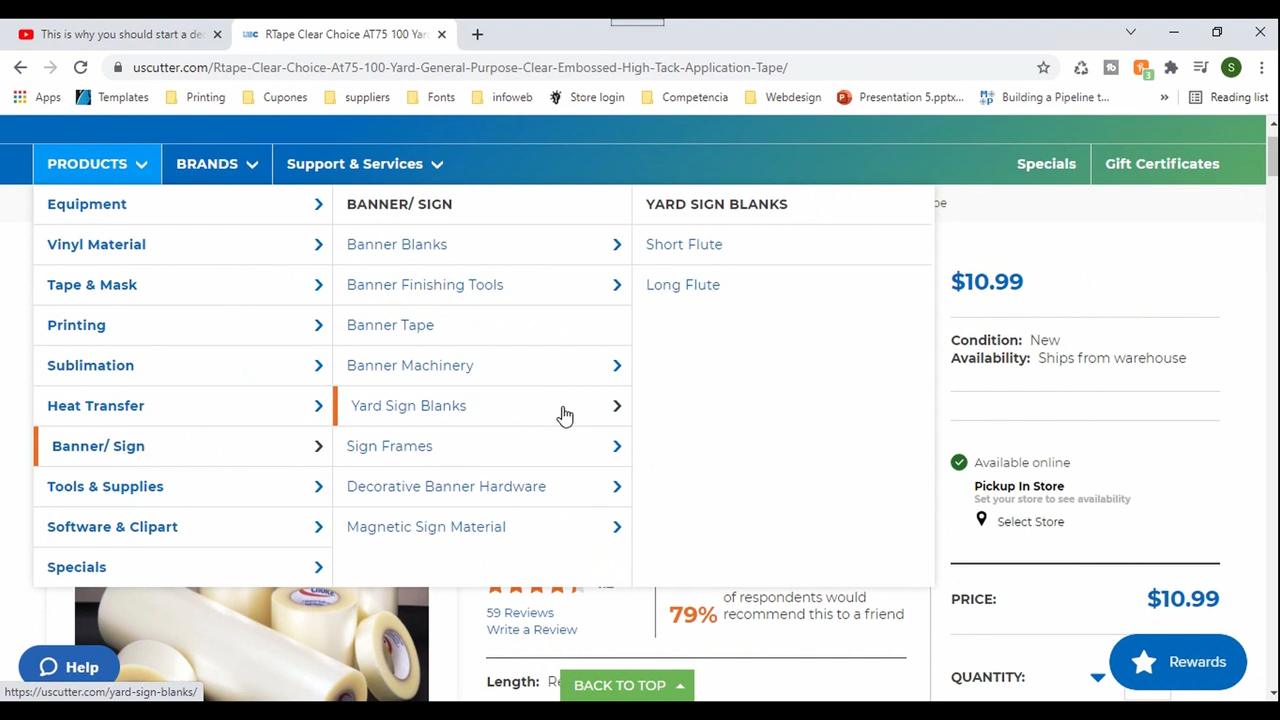 This is why you should start a de
USC
RTape Clear Choice AT75 100 Yar
uscutter.com/Rtape-Clear-Choice-At75-100-Yard-General-Purpose-Clear-Embossed-High-Tack-Application-Tape/
3
S
Apps
Templates
Printing
Cupones
suppliers
Fonts
infoweb
Store login
Competencia
Webdesign
Presentation 5.pptx...
Building a Pipeline t...
»
Reading list
PRODUCTS
BRANDS
Support & Services
Specials
Gift Certificates
Equipment
Vinyl Material
Tape & Mask
Printing
Sublimation
Heat Transfer
Banner/ Sign
Tools & Supplies
Software & Clipart
Specials
BANNER/ SIGN
Banner Blanks
Banner Finishing Tools
Banner Tape
Banner Machinery
Yard Sign Blanks
Sign Frames
Decorative Banner Hardware
Magnetic Sign Material
YARD SIGN BLANKS
Short Flute
Long Flute
pe
$10.99
Condition: New
Availability: Ships from warehouse
Available online
Pickup In Store
Set your store to see availability
Select Store
PRICE: $10.99
QUANTITY:
Rewards
59 Reviews
Write a Review
79%
of respondents would
recommend this to a friend
Length:
BACK TO TOP
Help
https://uscutter.com/yard-sign-blanks/